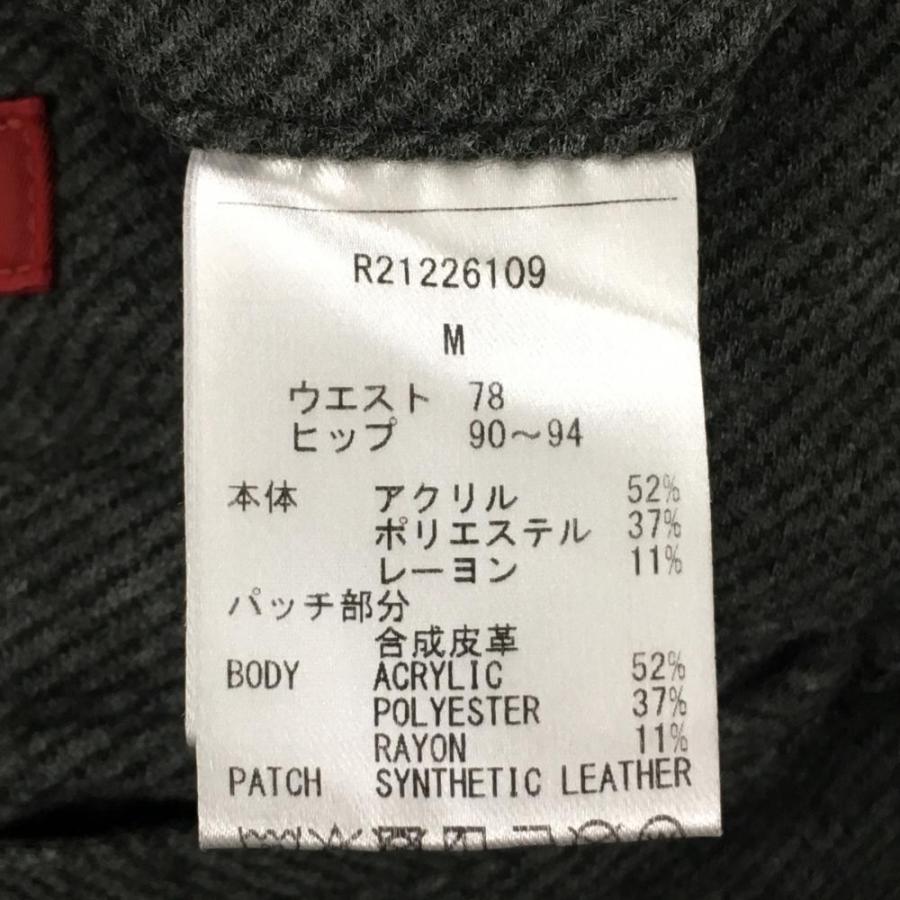 R21226109
M
ウエスト 78
ヒップ 90～94
本体 アクリル 52%
ポリエステル 37%
レーヨン 11%
パッチ部分
合成皮革
BODY ACRYLIC 52%
POLYESTER 37%
RAYON 11%
PATCH SYNTHETIC LEATHER